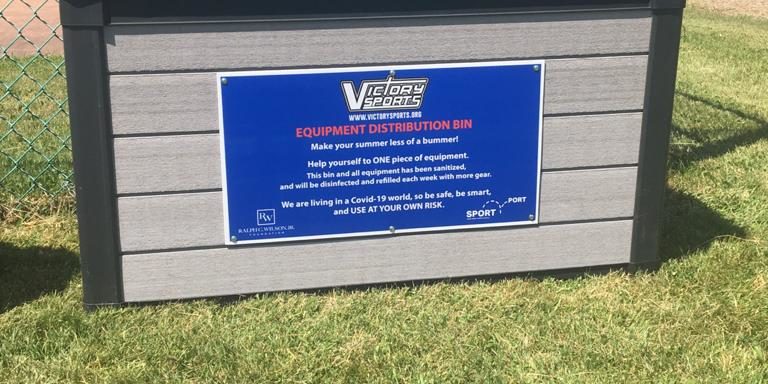 VICTORY
SPORTS
WWW.VICTORYSPORTS.ORG
EQUIPMENT DISTRIBUTION BIN
Make your summer less of a bummer!
Help yourself to ONE piece of equipment.
This bin and all equipment has been sanitized,
and will be disinfected and refilled each week with more gear.
We are living in a Covid-19 world, so be safe, be smart,
and USE AT YOUR OWN RISK.
RW
RALPH C. WILSON, JR.
FOUNDATION
SPORT PORT